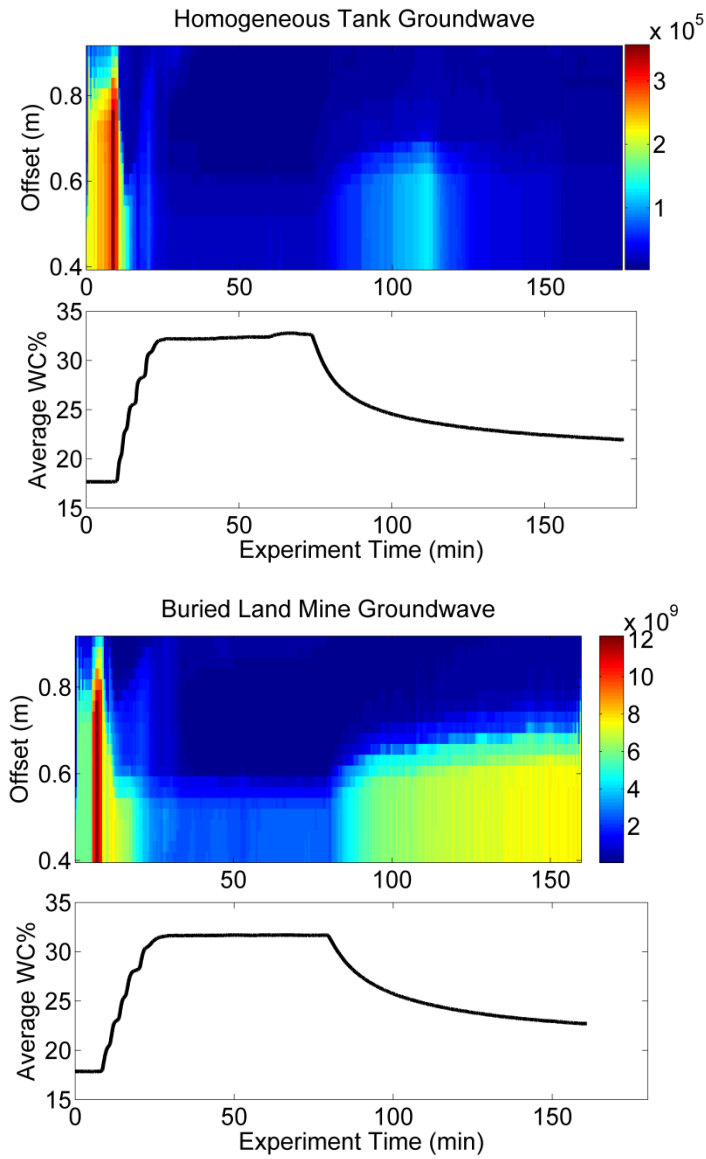 Homogeneous Tank Groundwave
x 10^5
Offset (m)
0.8
0.6
0.4
3
2
1
0 50 100 150
Average WC%
35
30
25
20
15
0 50 100 150
Experiment Time (min)
Buried Land Mine Groundwave
x 10^9
Offset (m)
0.8
0.6
0.4
12
10
8
6
4
2
50 100 150
Average WC%
35
30
25
20
15
0 50 100 150
Experiment Time (min)